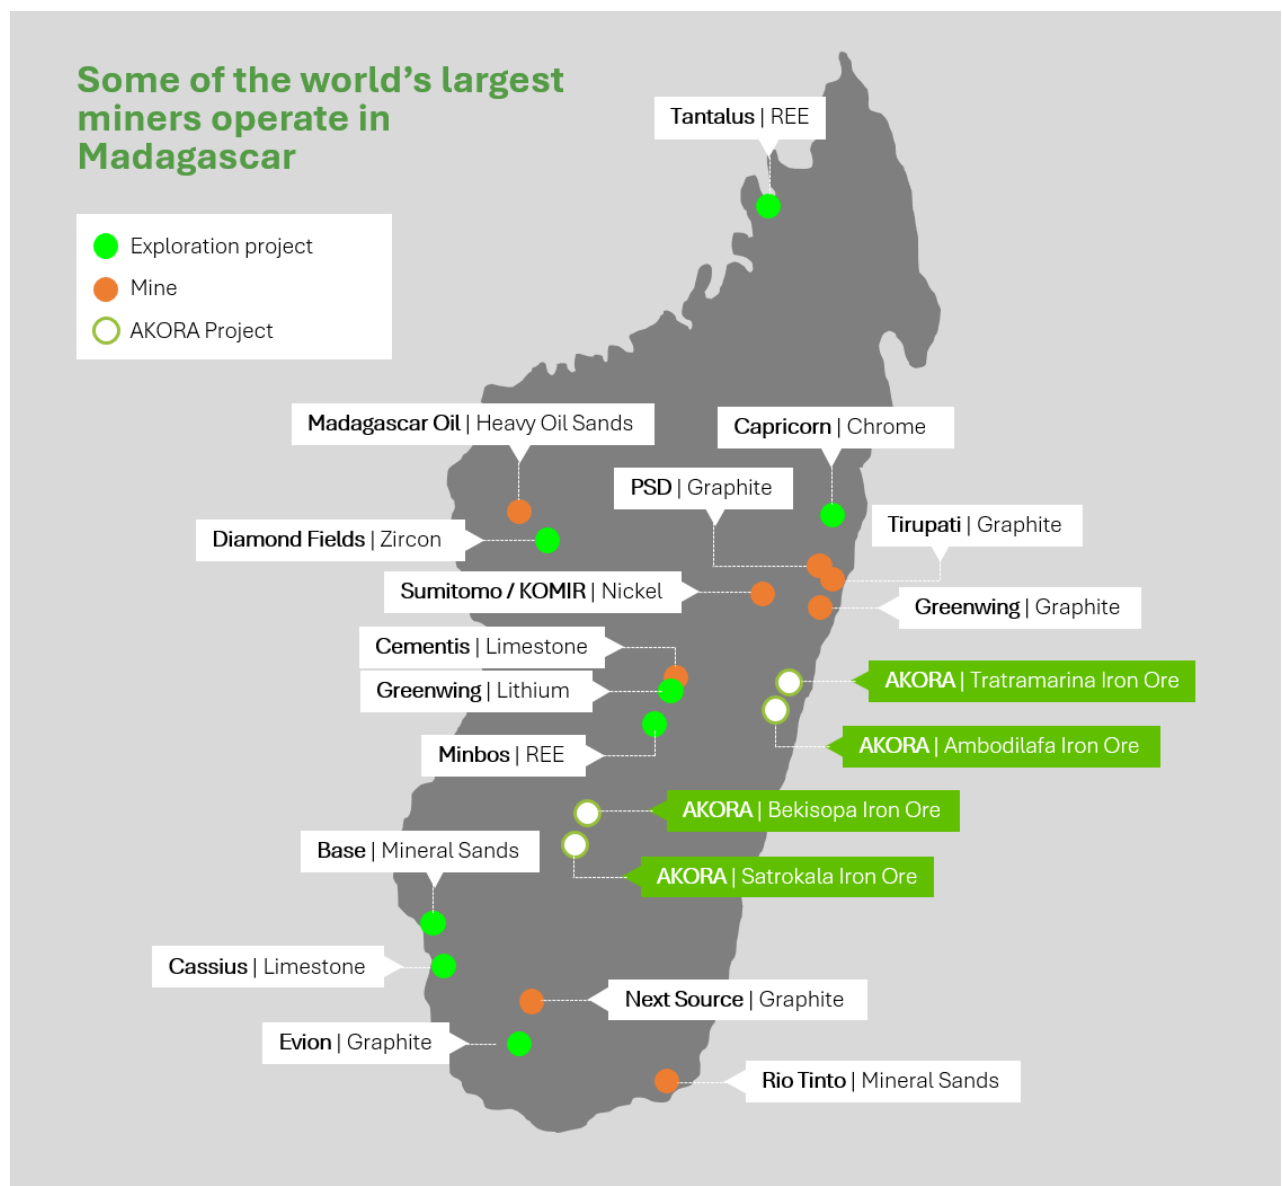 Some of the world's largest
miners operate in
Madagascar
Exploration project
Mine
AKORA Project
Tantalus | REE
Madagascar Oil | Heavy Oil Sands
Capricorn | Chrome
PSD | Graphite
Tirupati | Graphite
Diamond Fields | Zircon
Sumitomo / KOMIR | Nickel
Greenwing | Graphite
Cementis | Limestone
AKORA | Tratramarina Iron Ore
Greenwing | Lithium
AKORA | Ambodilafa Iron Ore
Minbos | REE
AKORA | Bekisopa Iron Ore
Base | Mineral Sands
AKORA | Satrokala Iron Ore
Cassius | Limestone
Next Source | Graphite
Evion | Graphite
Rio Tinto | Mineral Sands